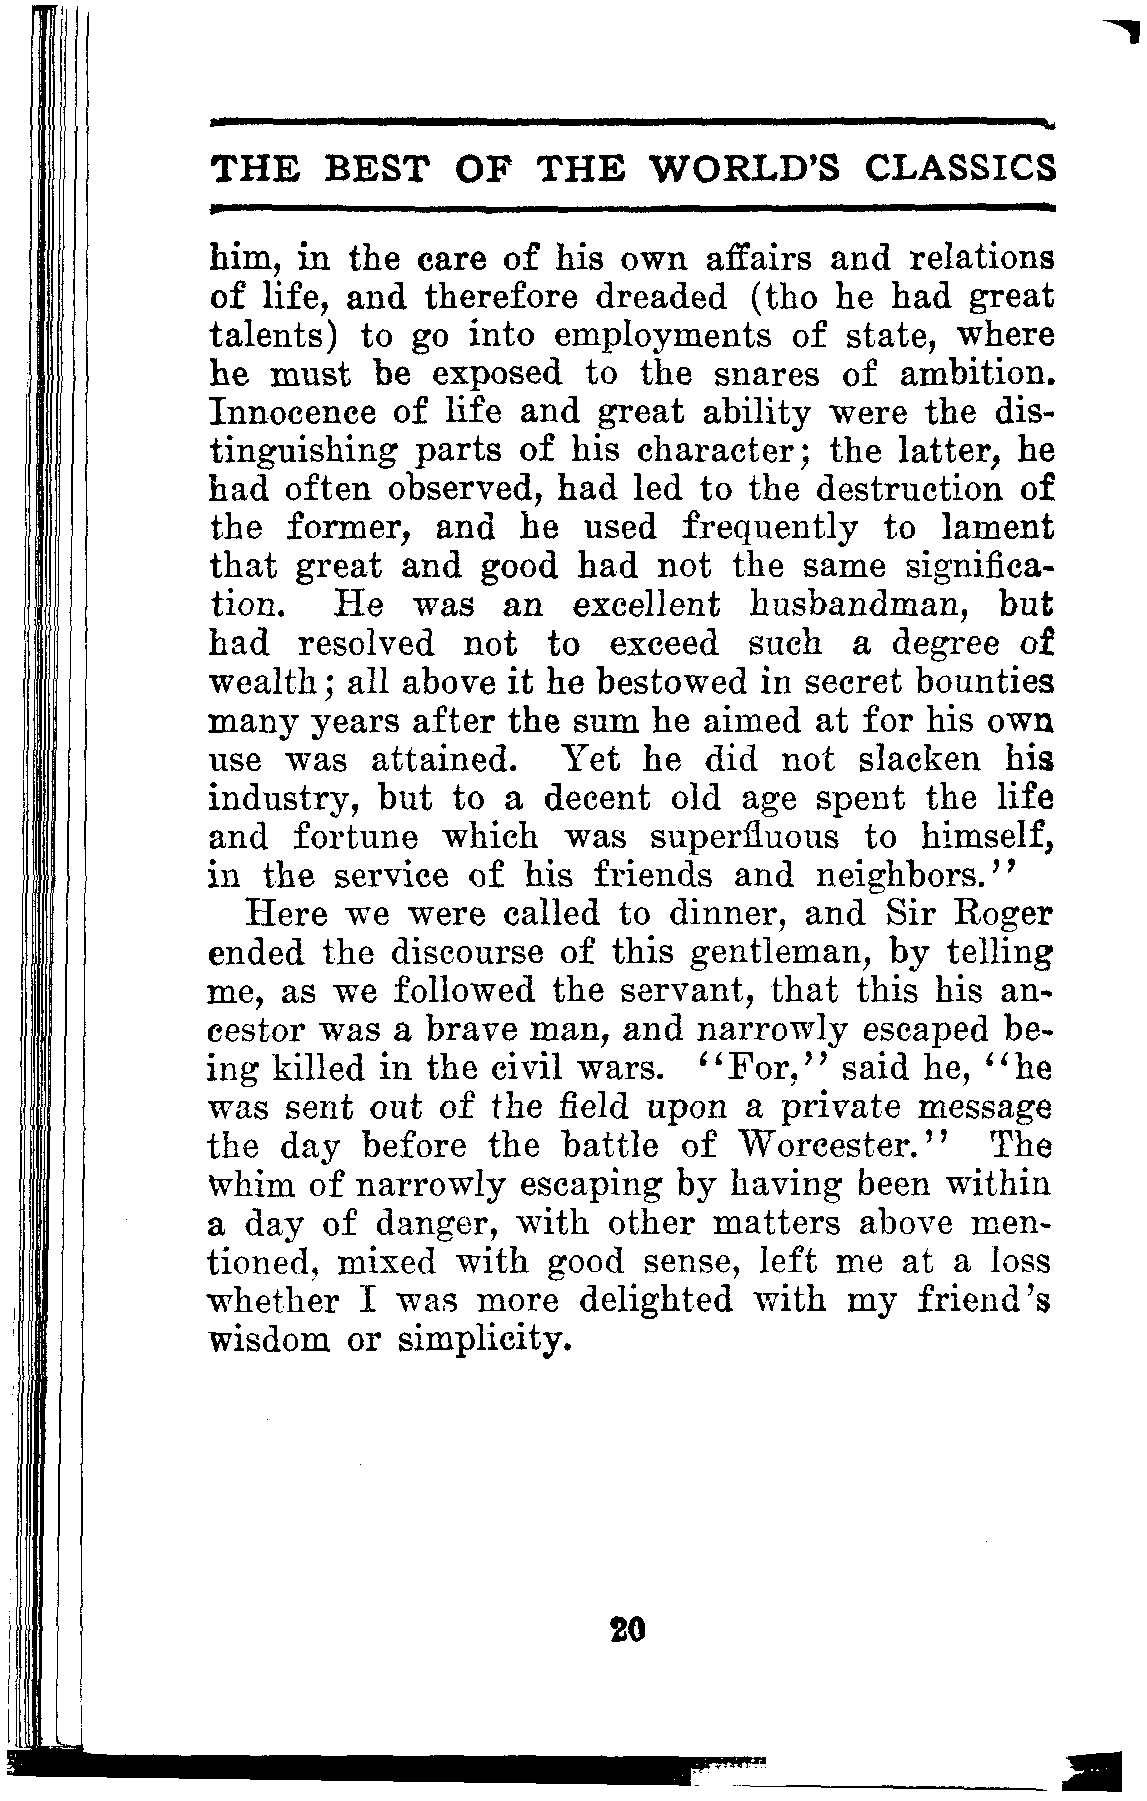 THE BEST OF THE WORLD'S CLASSICS
him, in the care of his own affairs and relations
of life, and therefore dreaded (tho he had great
talents) to go into employments of state, where
he must be exposed to the snares of ambition.
Innocence of life and great ability were the dis-
tinguishing parts of his character; the latter, he
had often observed, had led to the destruction of
the former, and he used frequently to lament
that great and good had not the same significa-
tion. He was an excellent husbandman, but
had resolved not to exceed such a degree of
wealth; all above it he bestowed in secret bounties
many years after the sum he aimed at for his own
use was attained. Yet he did not slacken his
industry, but to a decent old age spent the life
and fortune which was superfluous to himself,
in the service of his friends and neighbors.''
Here we were called to dinner, and Sir Roger
ended the discourse of this gentleman, by telling
me, as we followed the servant, that this his an-
cestor was a brave man, and narrowly escaped be-
ing killed in the civil wars. ''For,'' said he, ''he
was sent out of the field upon a private message
the day before the battle of Worcester.'' The
whim of narrowly escaping by having been within
a day of danger, with other matters above men-
tioned, mixed with good sense, left me at a loss
whether I was more delighted with my friend's
wisdom or simplicity.
20